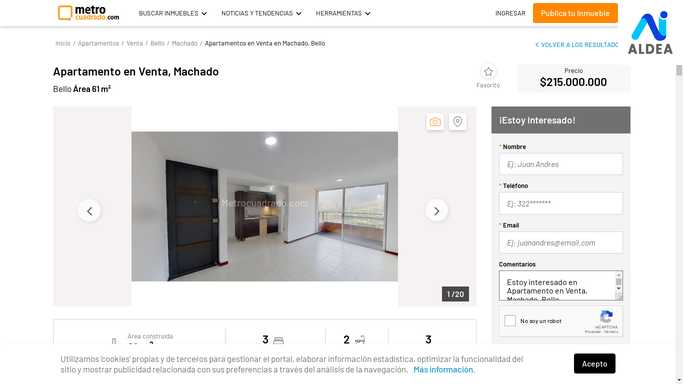 metro
cuadrado.com
BUSCAR INMUEBLES
NOTICIAS Y TENDENCIAS
HERRAMIENTAS
INGRESAR
Publica tu Inmueble
ALDEA
Inicio / Apartamentos / Venta / Bello / Machado / Apartamentos en Venta en Machado, Bello
< VOLVER A LOS RESULTADO
Apartamento en Venta, Machado
Bello Área 61 m²
Favorito
Precio
$215.000.000
Metrocuadrado.com
1 /20
¡Estoy Interesado!
* Nombre
Ej: Juan Andres
* Teléfono
Ej: 322*******
* Email
Ej: juanandres@email.com
Comentarios
Estoy interesado en
Apartamento en Venta,
Machado, Bello
No soy un robot
reCAPTCHA
Privacidad - Términos
Área construida
3
2
3
Utilizamos 'cookies' propias y de terceros para gestionar el portal, elaborar información estadística, optimizar la funcionalidad del
sitio y mostrar publicidad relacionada con sus preferencias a través del análisis de la navegación. Más información.
Acepto